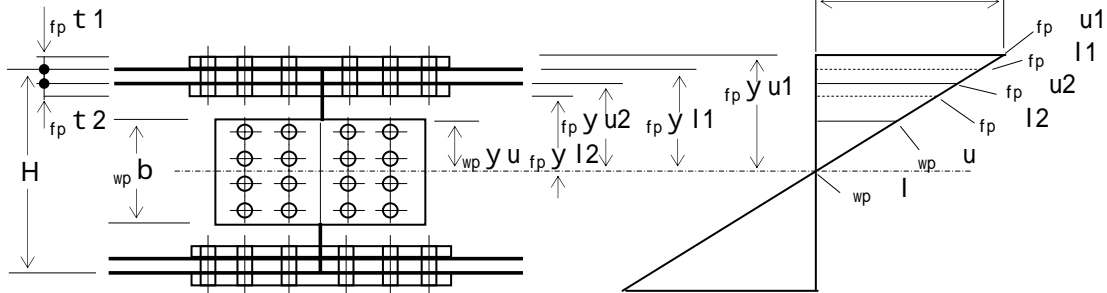 fp t 1
fp u1
fp l1
fp u2
fp l2
fp y u1
fp y l1
fp y u2
fp y l2
fp t 2
wp y u
wp u
wp l
H
wp b